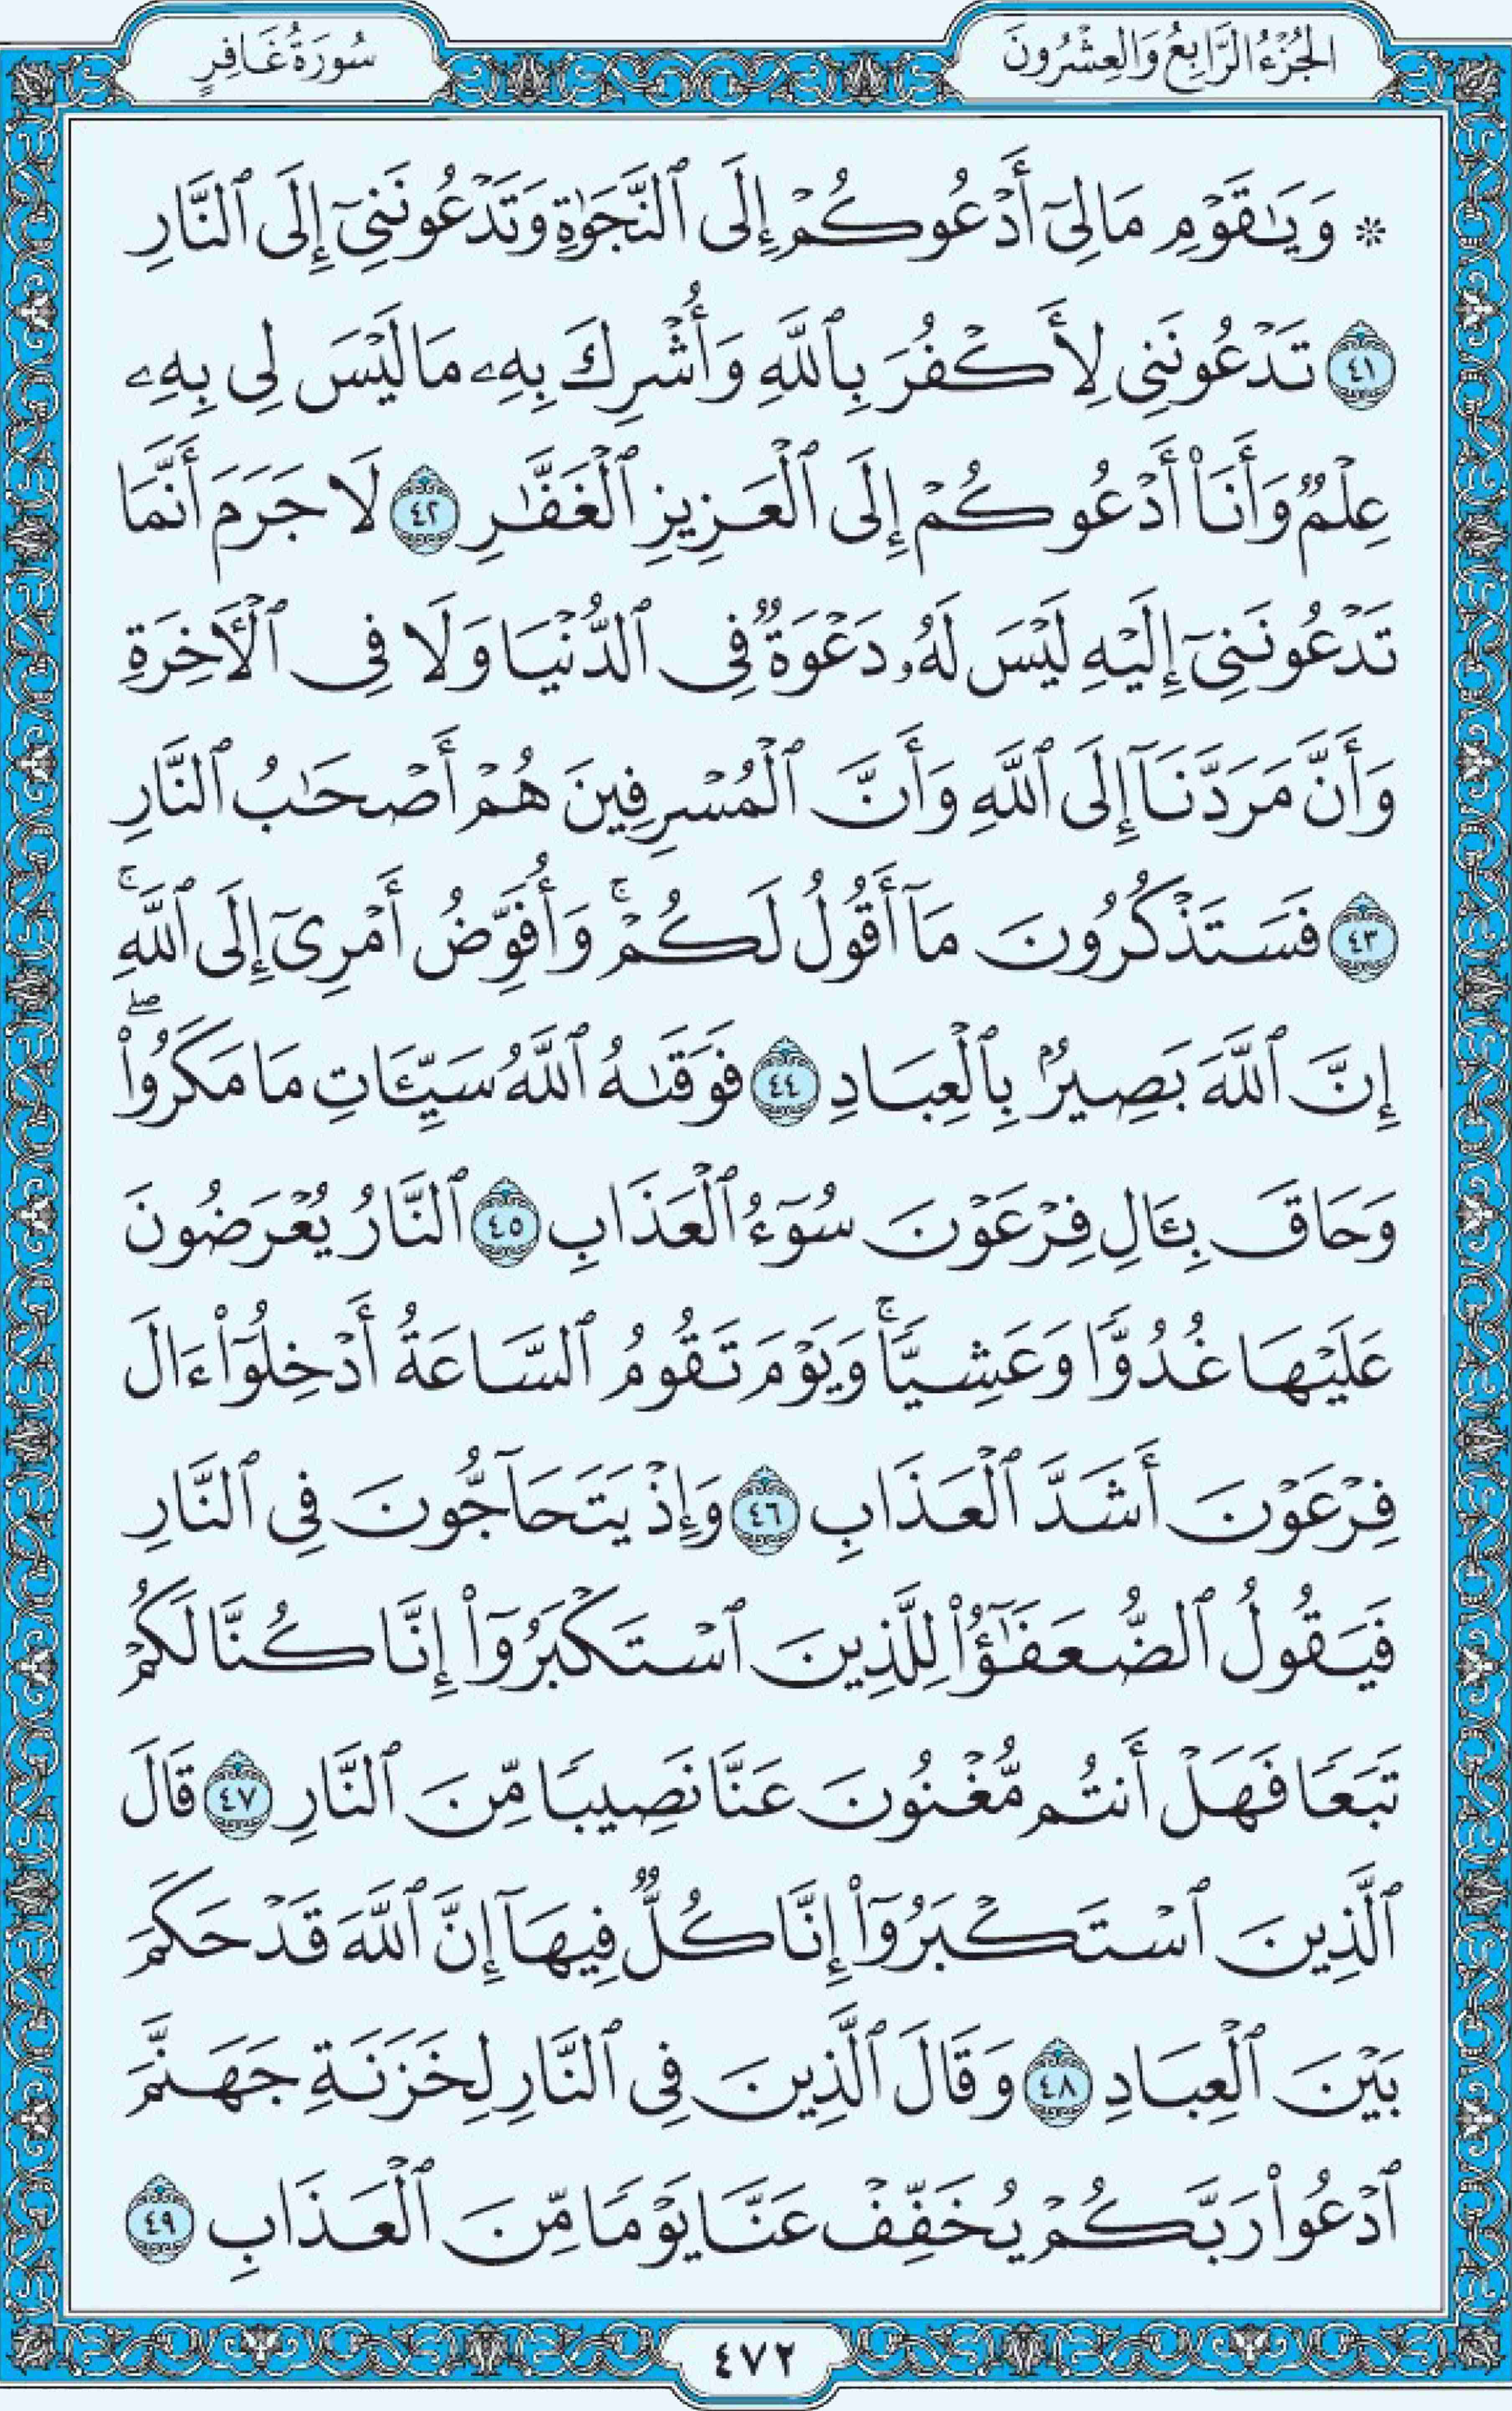 الجُزْءُ الرَّابِعُ وَالعِشْرُونَ
سُورَةُ غَافِرٍ
۞ وَيَٰقَوْمِ مَا لِىٓ أَدْعُوكُمْ إِلَى ٱلنَّجَوٰةِ وَتَدْعُونَنِىٓ إِلَى ٱلنَّارِ
٤١ تَدْعُونَنِى لِأَكْفُرَ بِٱللَّهِ وَأُشْرِكَ بِهِۦ مَا لَيْسَ لِى بِهِۦ
عِلْمٌ وَأَنَا۠ أَدْعُوكُمْ إِلَى ٱلْعَزِيزِ ٱلْغَفَّٰرِ ٤٢ لَا جَرَمَ أَنَّمَا
تَدْعُونَنِىٓ إِلَيْهِ لَيْسَ لَهُۥ دَعْوَةٌ فِى ٱلدُّنْيَا وَلَا فِى ٱلْءَاخِرَةِ
وَأَنَّ مَرَدَّنَآ إِلَى ٱللَّهِ وَأَنَّ ٱلْمُسْرِفِينَ هُمْ أَصْحَٰبُ ٱلنَّارِ
٤٣ فَسَتَذْكُرُونَ مَآ أَقُولُ لَكُمْ ۚ وَأُفَوِّضُ أَمْرِىٓ إِلَى ٱللَّهِ ۚ
إِنَّ ٱللَّهَ بَصِيرٌۢ بِٱلْعِبَادِ ٤٤ فَوَقَىٰهُ ٱللَّهُ سَيِّـَٔاتِ مَا مَكَرُوا۟ ۖ
وَحَاقَ بِـَٔالِ فِرْعَوْنَ سُوٓءُ ٱلْعَذَابِ ٤٥ ٱلنَّارُ يُعْرَضُونَ
عَلَيْهَا غُدُوًّا وَعَشِيًّا ۚ وَيَوْمَ تَقُومُ ٱلسَّاعَةُ أَدْخِلُوٓا۟ ءَالَ
فِرْعَوْنَ أَشَدَّ ٱلْعَذَابِ ٤٦ وَإِذْ يَتَحَآجُّونَ فِى ٱلنَّارِ
فَيَقُولُ ٱلضُّعَفَٰٓؤُا۟ لِلَّذِينَ ٱسْتَكْبَرُوٓا۟ إِنَّا كُنَّا لَكُمْ
تَبَعًا فَهَلْ أَنتُم مُّغْنُونَ عَنَّا نَصِيبًا مِّنَ ٱلنَّارِ ٤٧ قَالَ
ٱلَّذِينَ ٱسْتَكْبَرُوٓا۟ إِنَّا كُلٌّ فِيهَآ إِنَّ ٱللَّهَ قَدْ حَكَمَ
بَيْنَ ٱلْعِبَادِ ٤٨ وَقَالَ ٱلَّذِينَ فِى ٱلنَّارِ لِخَزَنَةِ جَهَنَّمَ
ٱدْعُوا۟ رَبَّكُمْ يُخَفِّفْ عَنَّا يَوْمًا مِّنَ ٱلْعَذَابِ ٤٩
٤٧٢